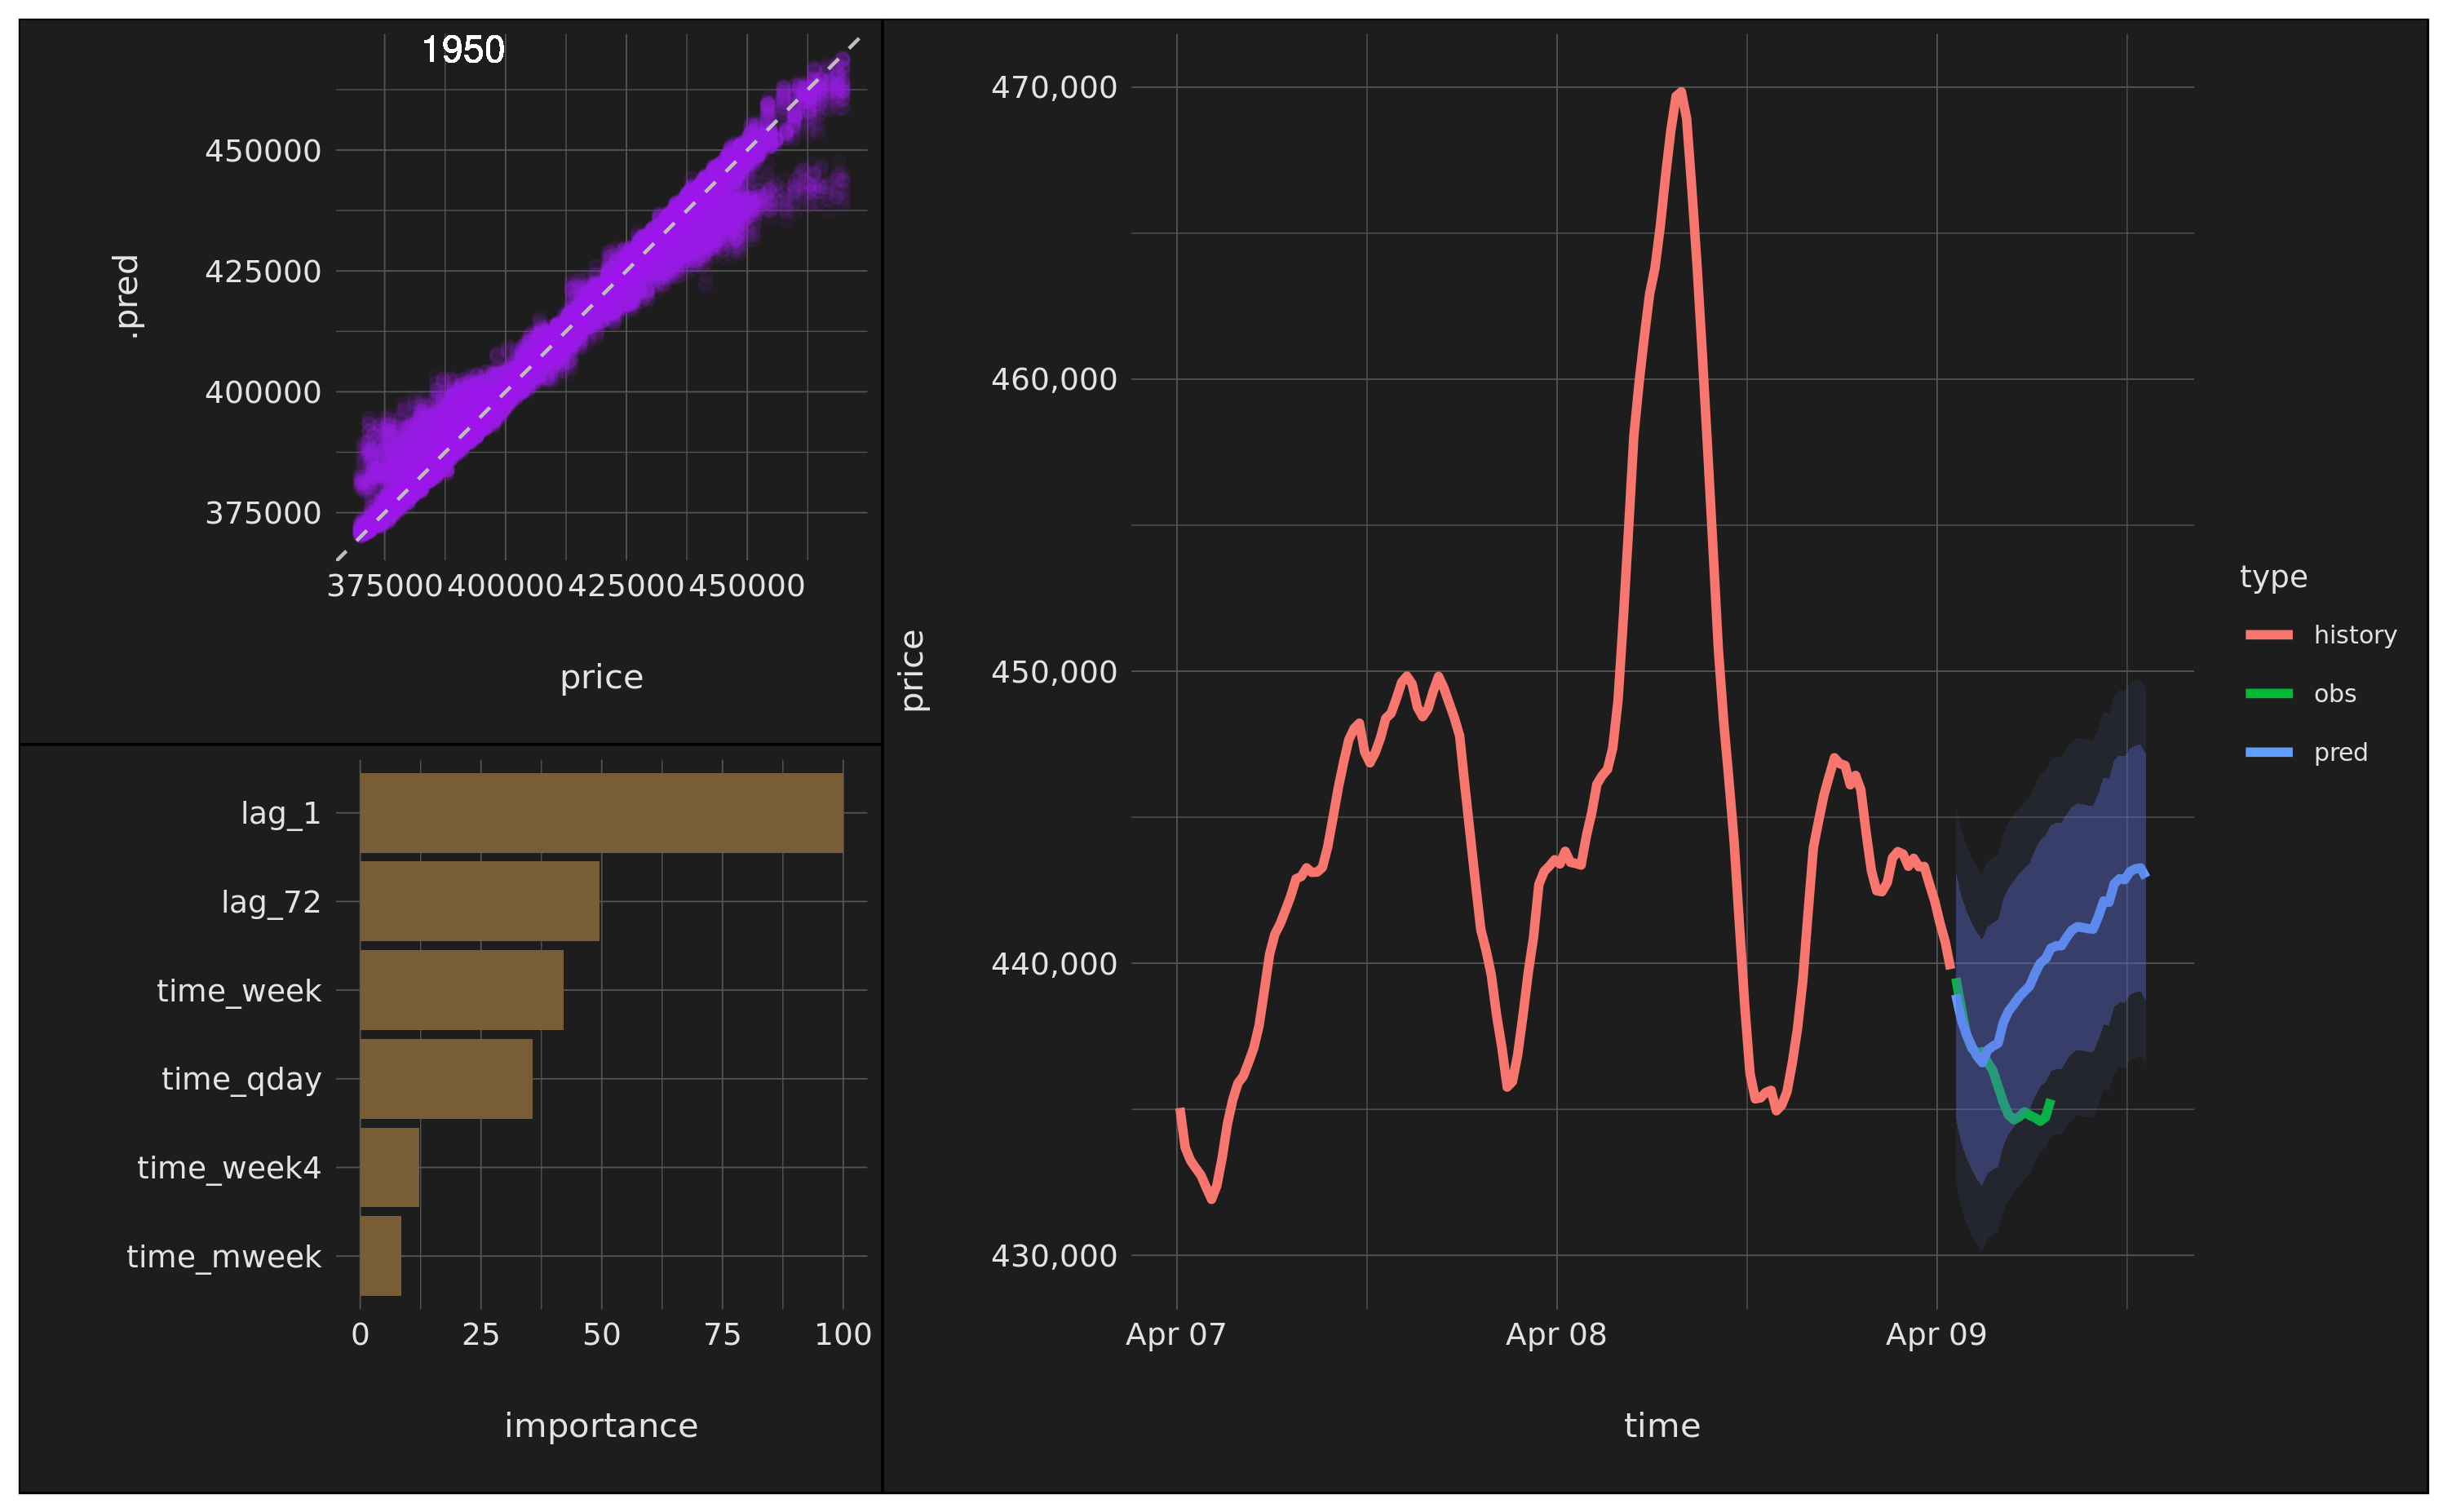 1950
.pred
450000
425000
400000
375000
375000 400000 425000 450000
price
lag_1
lag_72
time_week
time_qday
time_week4
time_mweek
0 25 50 75 100
importance
price
470,000
460,000
450,000
440,000
430,000
Apr 07 Apr 08 Apr 09
time
type
history
obs
pred